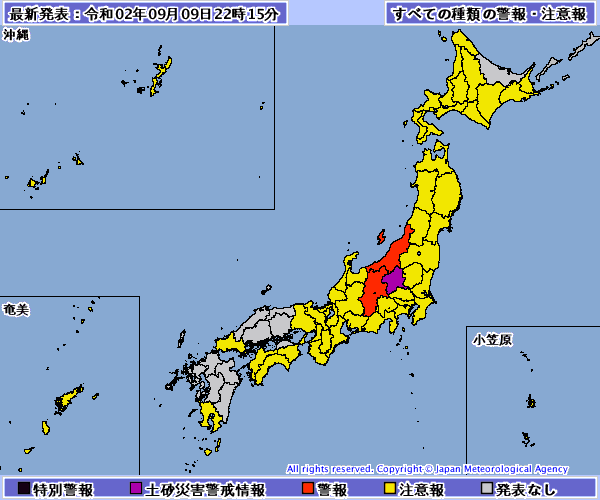 最新発表：令和02年09月09日22時15分
すべての種類の警報・注意報
沖縄
奄美
小笠原
All rights reserved. Copyright © Japan Meteorological Agency
特別警報 土砂災害警戒情報 警報 注意報 発表なし